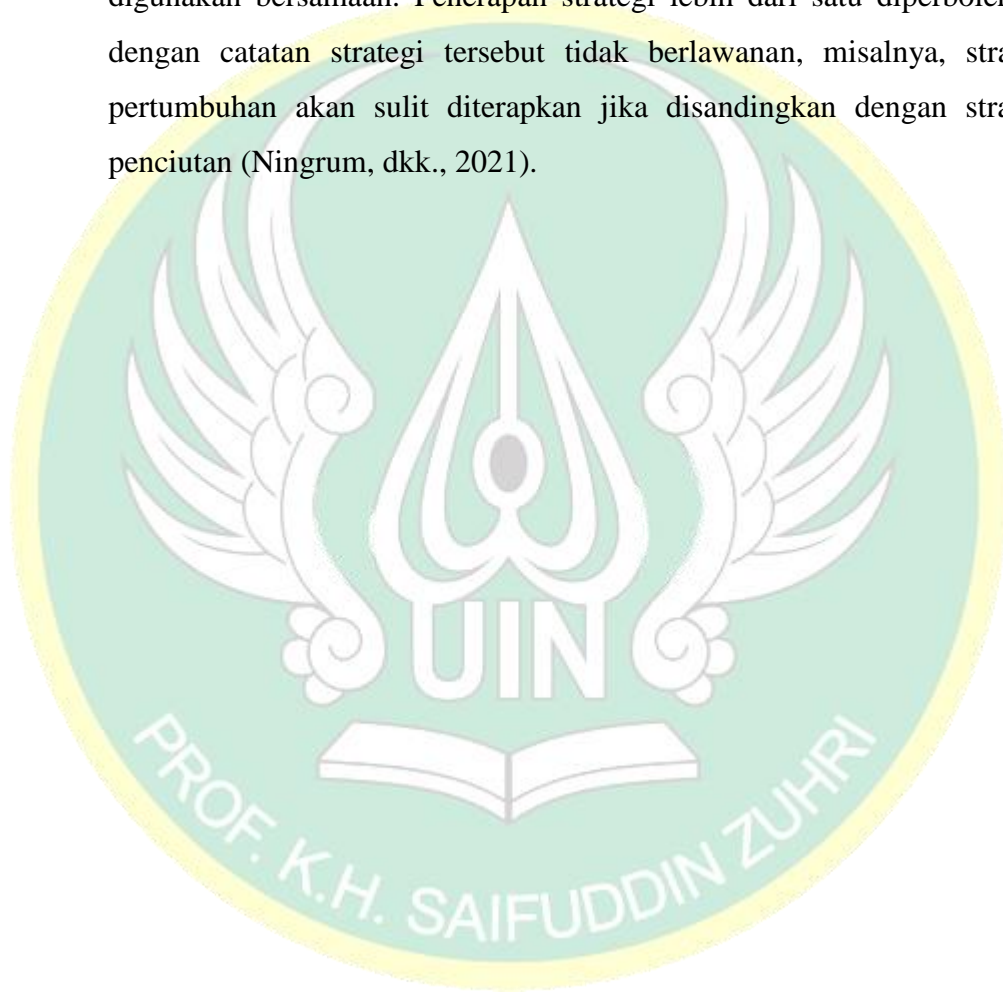 digunakan bersamaan. Penerapan strategi lebih dari satu
dengan catatan strategi tersebut tidak berlawanan, misalnya,
pertumbuhan akan sulit diterapkan jika disandingkan dengan
penciutan (Ningrum, dkk., 2021).
UIN
PROF. K.H. SAIFUDDIN ZUHRI